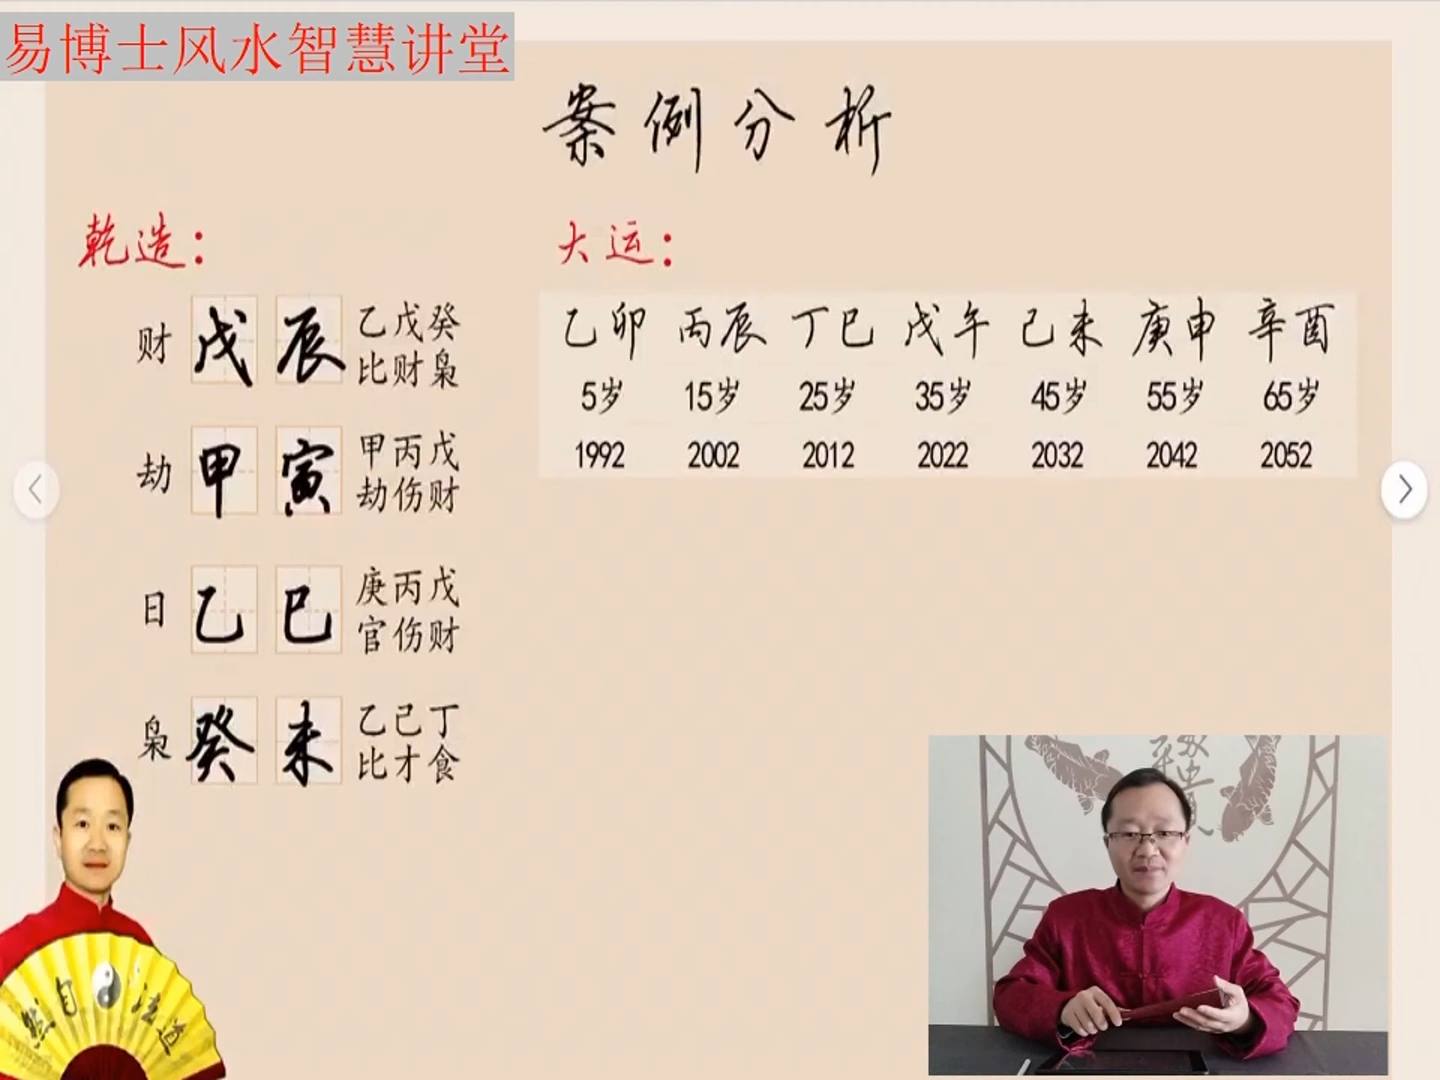 易博士风水智慧讲堂
案例分析
乾造：
财 戊 辰 乙戊癸
比财枭
劫 甲 寅 甲丙戊
劫伤财
日 乙 巳 庚丙戊
官伤财
枭 癸 未 乙己丁
比才食
大运：
乙卯 丙辰 丁巳 戊午 己未 庚申 辛酉
5岁 15岁 25岁 35岁 45岁 55岁 65岁
1992 2002 2012 2022 2032 2042 2052
然自法道